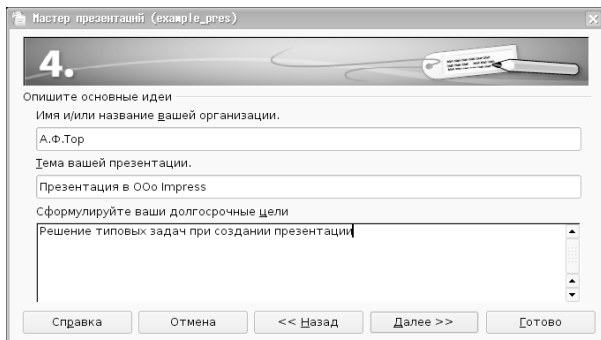 Мастер презентаций (example_pres)
4.
Опишите основные идеи
Имя и/или название вашей организации.
А.Ф.Тор
Тема вашей презентации.
Презентация в OOo Impress
Сформулируйте ваши долгосрочные цели
Решение типовых задач при создании презентации
Справка Отмена << Назад Далее >> Готово